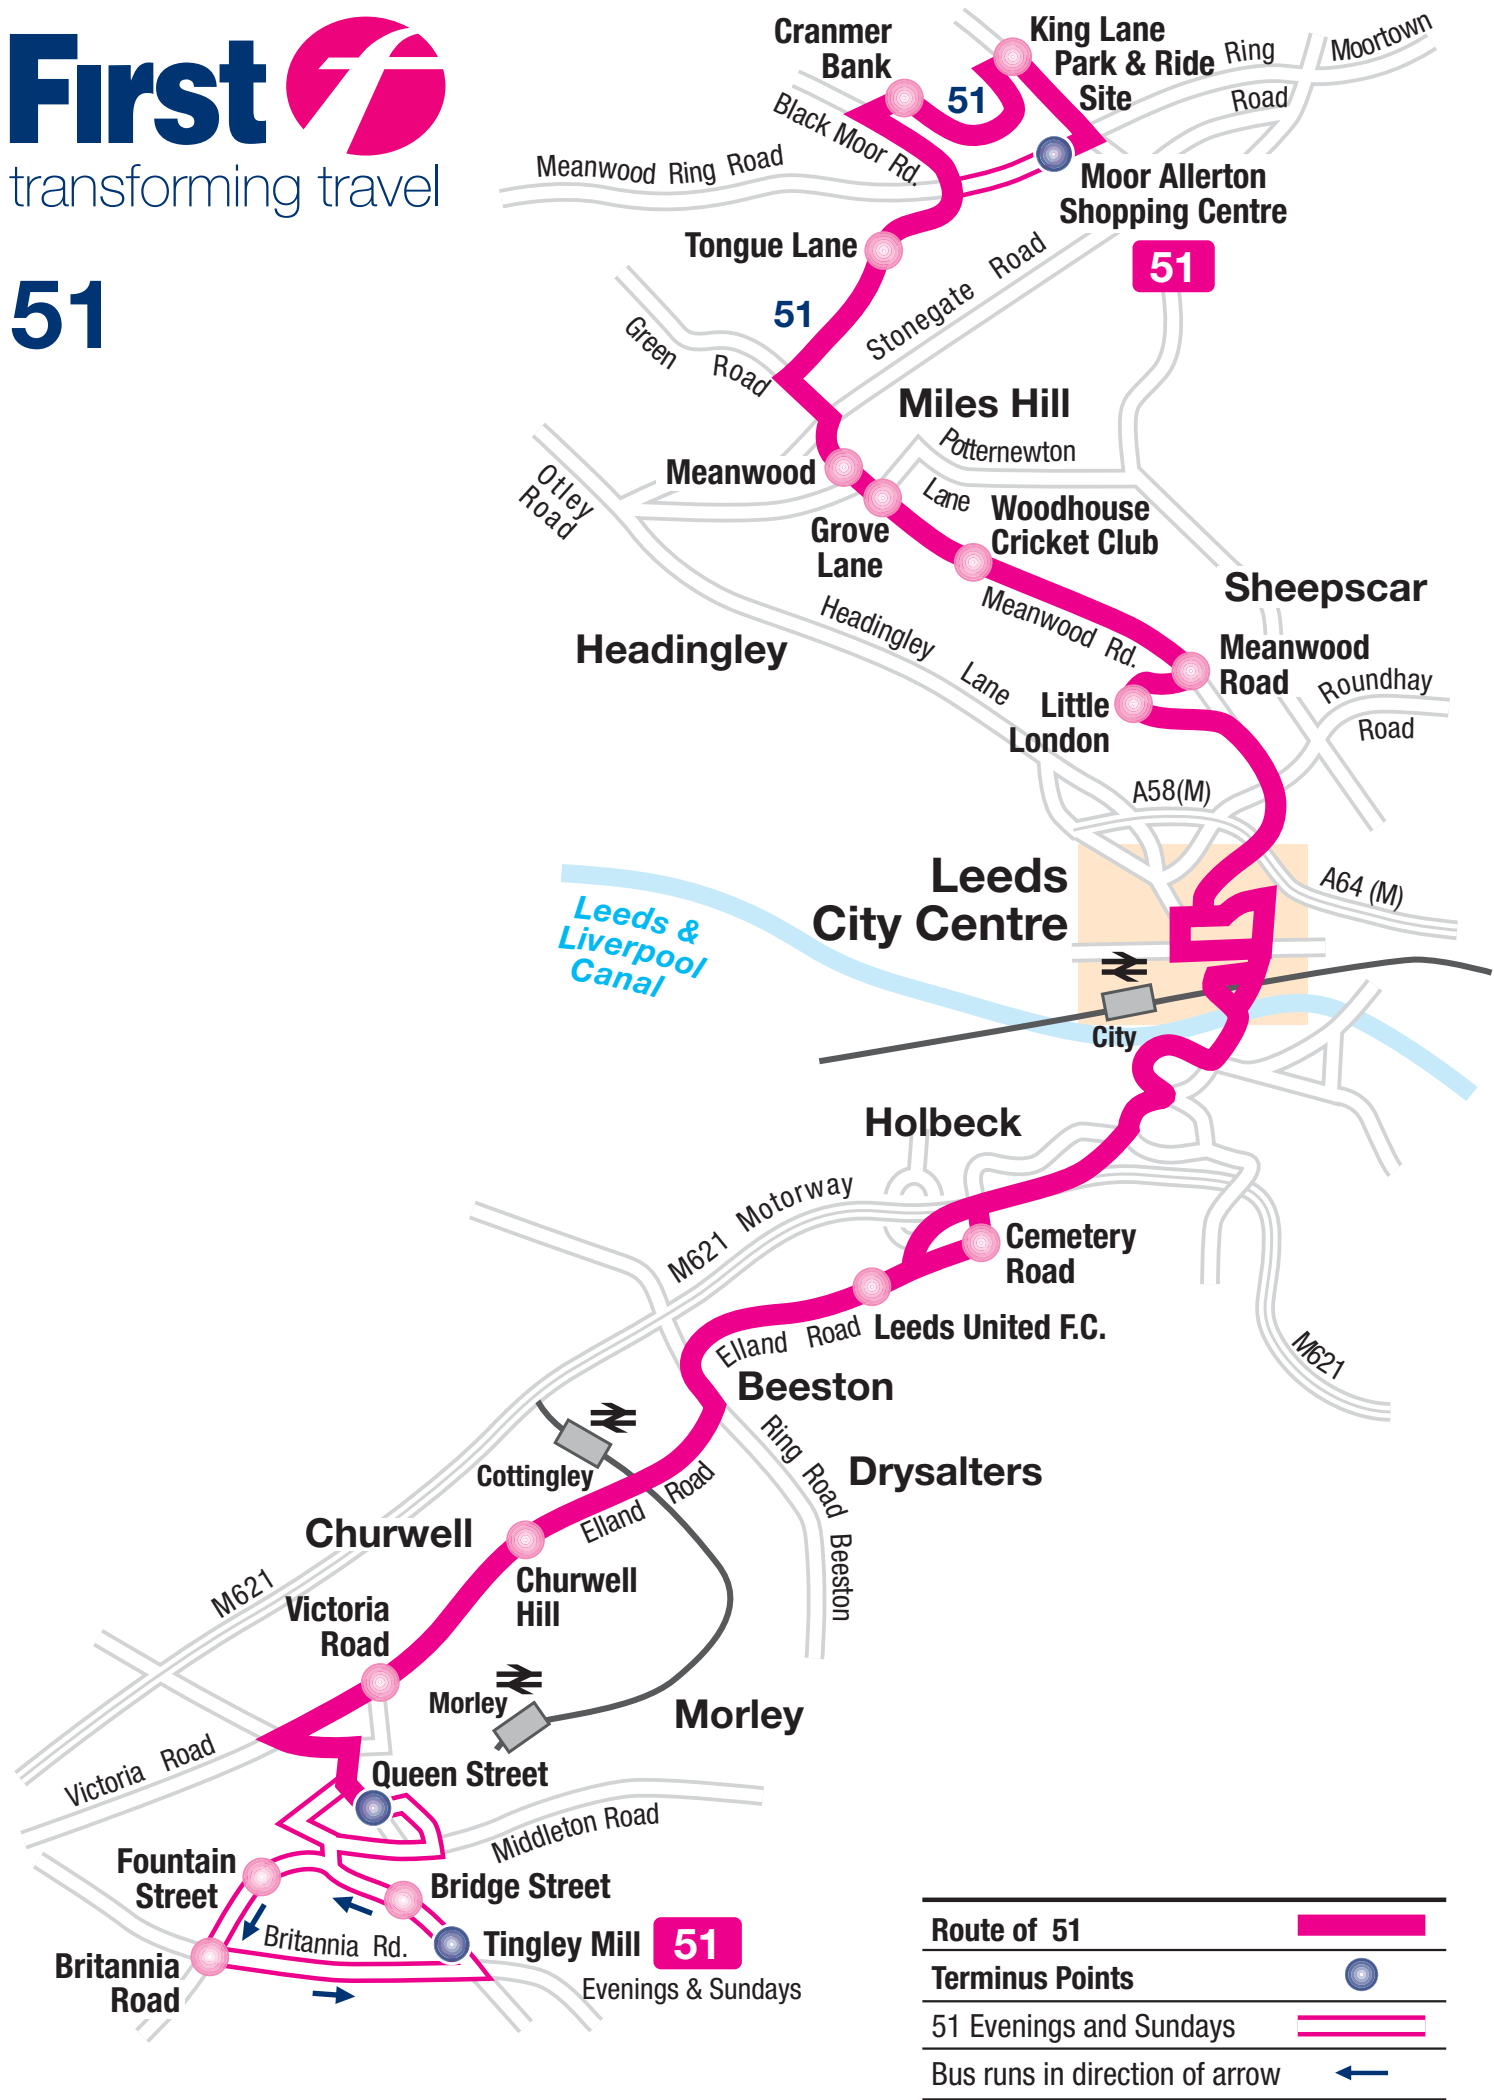 First
transforming travel
51
Cranmer
Bank
King Lane
Park & Ride
Site
51
Ring
Road
Moortown
Black Moor Rd.
Meanwood Ring Road
Moor Allerton
Shopping Centre
51
Tongue Lane
51
Stonegate Road
Green Road
Miles Hill
Potternewton
Lane
Meanwood
Otley
Road
Grove
Lane
Woodhouse
Cricket Club
Sheepscar
Headingley
Headingley Lane
Meanwood Rd.
Meanwood
Road
Roundhay
Road
Little
London
A58(M)
Leeds
City Centre
A64 (M)
Leeds &
Liverpool
Canal
City
Holbeck
M621 Motorway
Cemetery
Road
Leeds United F.C.
Elland Road
M621
Beeston
Ring Road Beeston
Drysalters
Cottingley
Elland Road
Churwell
Churwell
Hill
M621
Victoria
Road
Morley
Morley
Victoria Road
Queen Street
Middleton Road
Fountain
Street
Bridge Street
Britannia Rd.
Tingley Mill
51
Evenings & Sundays
Britannia
Road
Route of 51
Terminus Points
51 Evenings and Sundays
Bus runs in direction of arrow